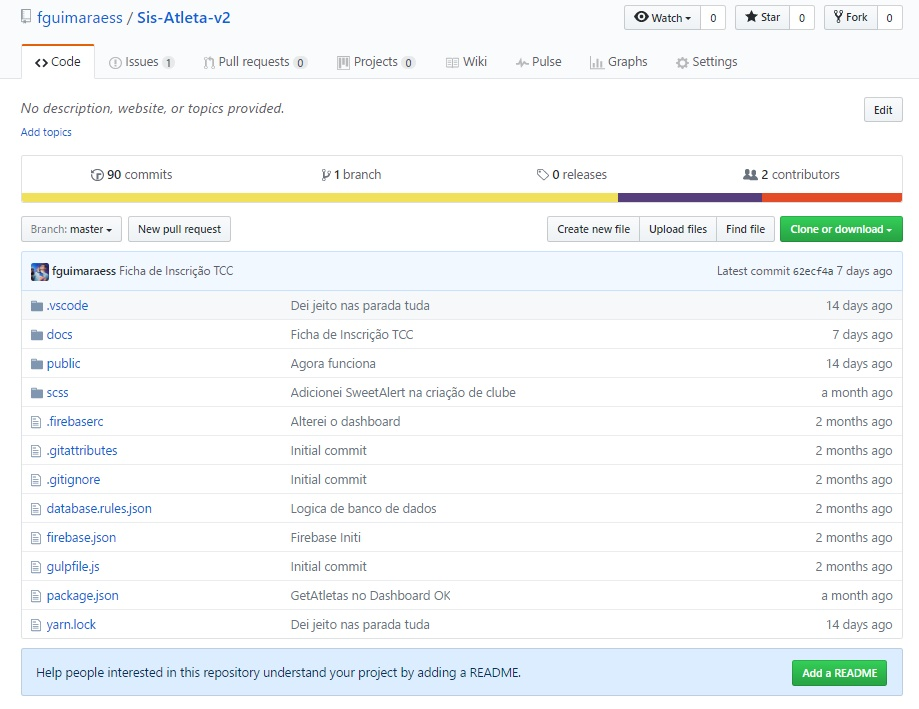 fguimaraess / Sis-Atleta-v2 Watch 0 Star 0 Fork 0
Code Issues 1 Pull requests 0 Projects 0 Wiki Pulse Graphs Settings
No description, website, or topics provided. Edit
Add topics
90 commits 1 branch 0 releases 2 contributors
Branch: master New pull request Create new file Upload files Find file Clone or download
fguimaraess Ficha de Inscrição TCC Latest commit 62ecf4a 7 days ago
.vscode Dei jeito nas parada tuda 14 days ago
docs Ficha de Inscrição TCC 7 days ago
public Agora funciona 14 days ago
scss Adicionei SweetAlert na criação de clube a month ago
.firebaserc Alterei o dashboard 2 months ago
.gitattributes Initial commit 2 months ago
.gitignore Initial commit 2 months ago
database.rules.json Logica de banco de dados 2 months ago
firebase.json Firebase Initi 2 months ago
gulpfile.js Initial commit 2 months ago
package.json GetAtletas no Dashboard OK a month ago
yarn.lock Dei jeito nas parada tuda 14 days ago
Help people interested in this repository understand your project by adding a README. Add a README